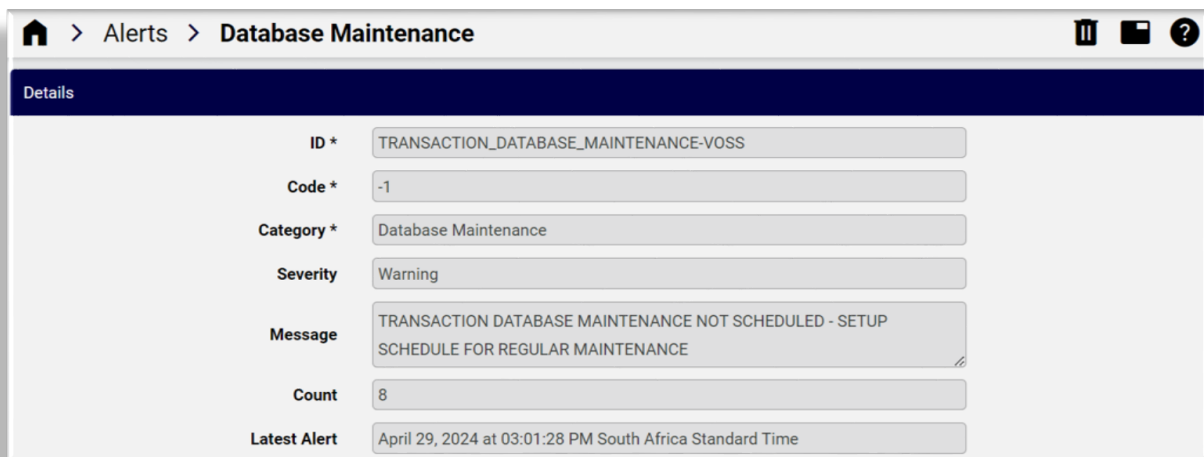 > Alerts > Database Maintenance
Details
ID * TRANSACTION_DATABASE_MAINTENANCE-VOSS
Code * -1
Category * Database Maintenance
Severity Warning
Message TRANSACTION DATABASE MAINTENANCE NOT SCHEDULED - SETUP
SCHEDULE FOR REGULAR MAINTENANCE
Count 8
Latest Alert April 29, 2024 at 03:01:28 PM South Africa Standard Time